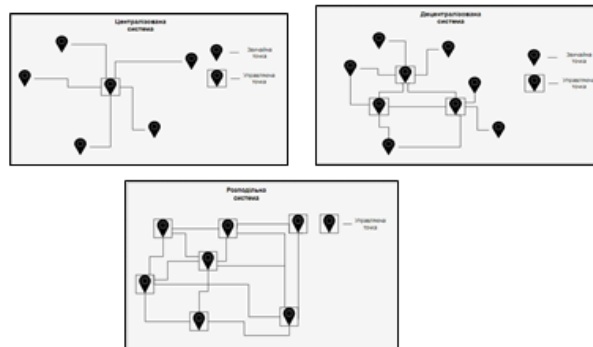 Централізована
система
Звичайна
точка
Управляюча
точка
Децентралізована
система
Звичайна
точка
Управляюча
точка
Розподільна
система
Управляюча
точка